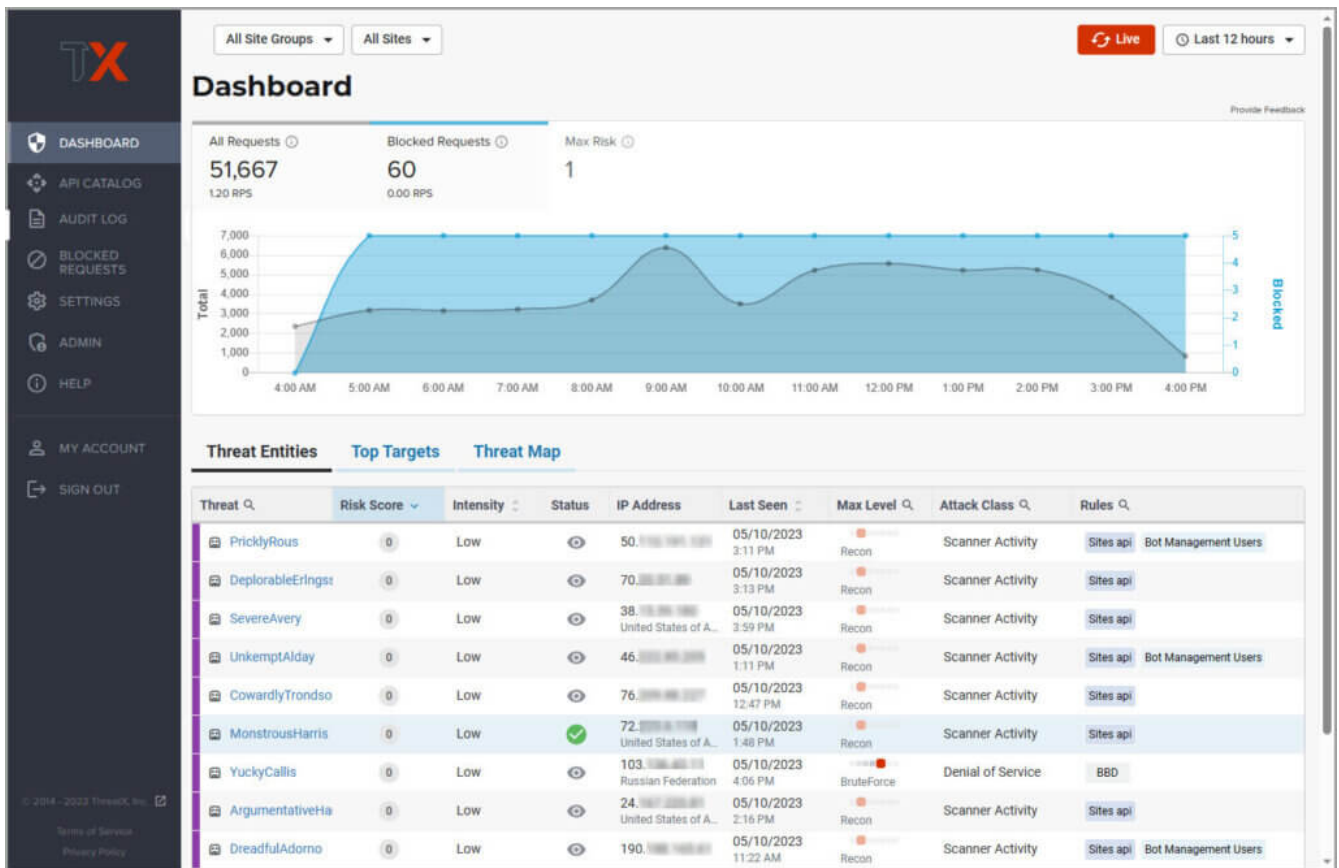 TX
All Site Groups
All Sites
Live
Last 12 hours
Dashboard
Provide Feedback
DASHBOARD
API CATALOG
AUDIT LOG
BLOCKED
REQUESTS
SETTINGS
ADMIN
HELP
MY ACCOUNT
SIGN OUT
© 2014 - 2023 ThreatX, Inc.
Terms of Service
Privacy Policy
All Requests Blocked Requests Max Risk
51,667 60 1
1.20 RPS 0.00 RPS
Total
7,000
6,000
5,000
4,000
3,000
2,000
1,000
0
5
4
3
2
1
0
Blocked
4:00 AM 5:00 AM 6:00 AM 7:00 AM 8:00 AM 9:00 AM 10:00 AM 11:00 AM 12:00 PM 1:00 PM 2:00 PM 3:00 PM 4:00 PM
Threat Entities Top Targets Threat Map
Threat Risk Score Intensity Status IP Address Last Seen Max Level Attack Class Rules
PricklyRous 0 Low 50. 05/10/2023 Scanner Activity Sites api Bot Management Users
3:11 PM Recon
DeplorableErlngs 0 Low 70. 05/10/2023 Scanner Activity Sites api
3:13 PM Recon
SevereAvery 0 Low 38. 05/10/2023 Scanner Activity Sites api
United States of A... 3:59 PM Recon
UnkemptAlday 0 Low 46. 05/10/2023 Scanner Activity Sites api Bot Management Users
1:11 PM Recon
CowardlyTrondso 0 Low 76. 05/10/2023 Scanner Activity Sites api
12:47 PM Recon
MonstrousHarris 0 Low 72. 05/10/2023 Scanner Activity Sites api
United States of A... 1:48 PM Recon
YuckyCallis 0 Low 103. 05/10/2023 Denial of Service BBD
Russian Federation 4:06 PM BruteForce
ArgumentativeHa 0 Low 24. 05/10/2023 Scanner Activity Sites api
United States of A... 2:16 PM Recon
DreadfulAdorno 0 Low 190. 05/10/2023 Scanner Activity Sites api Bot Management Users
11:22 AM Recon